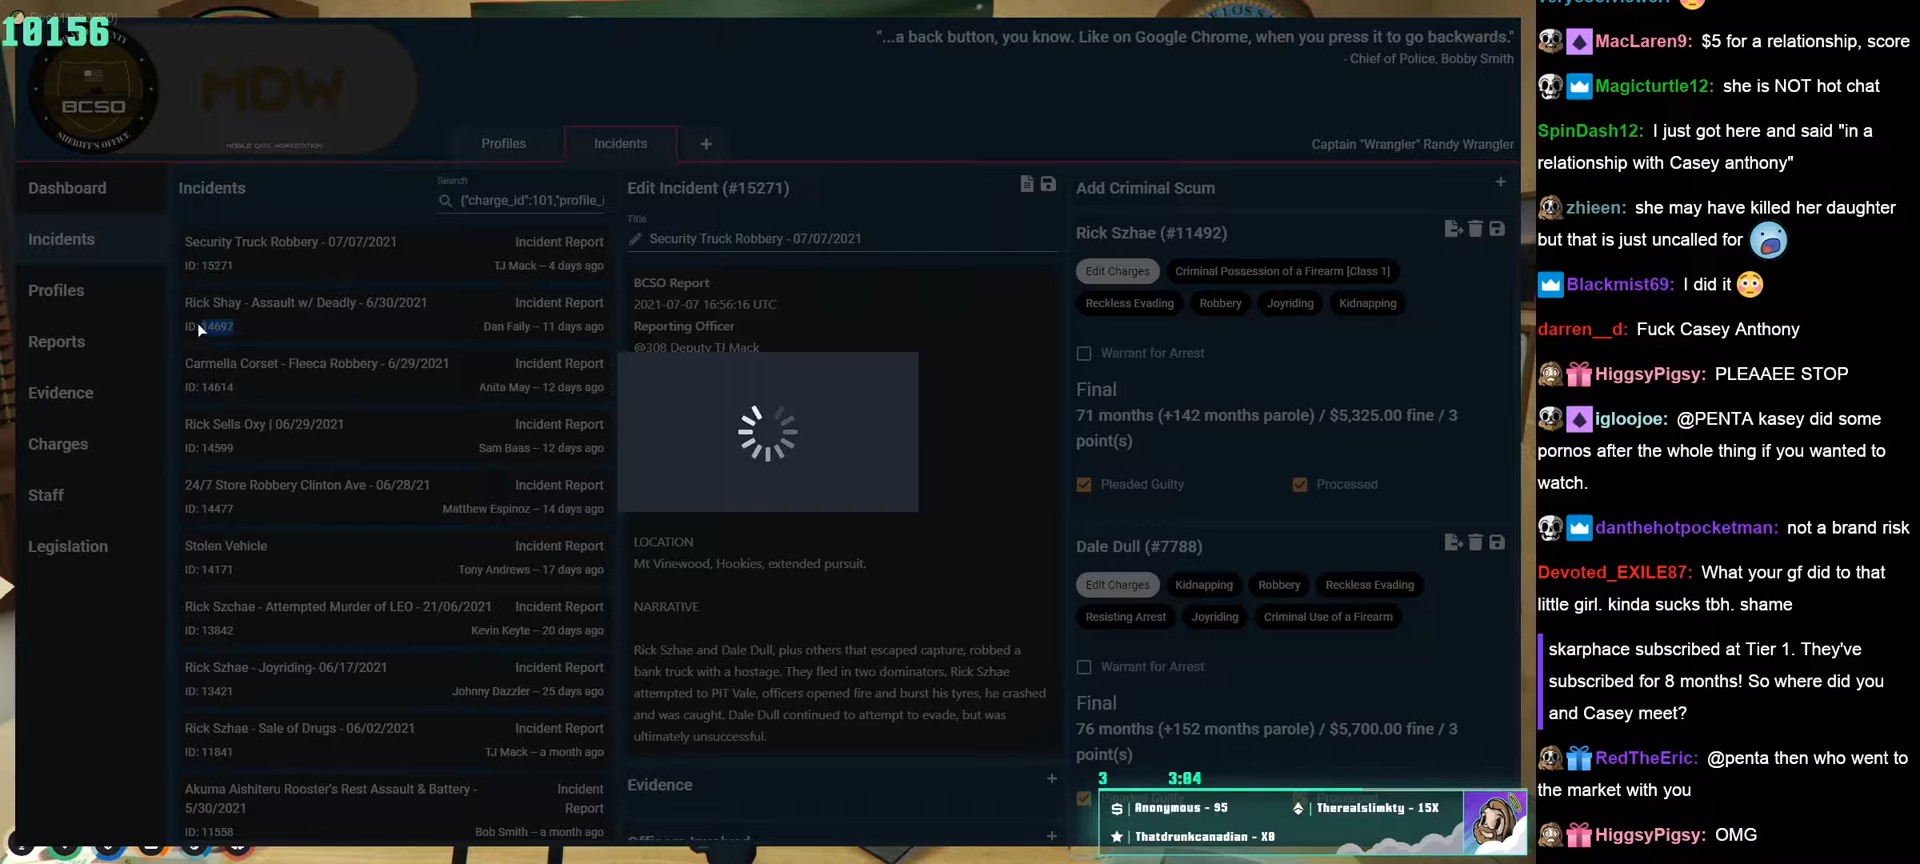 10156
BCSO
SHERIFF'S OFFICE
MDW
MOBILE DATA WORKSTATION
"...a back button, you know. Like on Google Chrome, when you press it to go backwards."
- Chief of Police, Bobby Smith
Profiles
Incidents
+
Captain "Wrangler" Randy Wrangler
Dashboard
Incidents
Profiles
Reports
Evidence
Charges
Staff
Legislation
Incidents
Search
{"charge_id":101,"profile_i
Security Truck Robbery - 07/07/2021 Incident Report
ID: 15271 TJ Mack – 4 days ago
Rick Shay - Assault w/ Deadly - 6/30/2021 Incident Report
ID: 14697 Dan Faily – 11 days ago
Carmella Corset - Fleeca Robbery - 6/29/2021 Incident Report
ID: 14614 Anita May – 12 days ago
Rick Sells Oxy | 06/29/2021 Incident Report
ID: 14599 Sam Baas – 12 days ago
24/7 Store Robbery Clinton Ave - 06/28/21 Incident Report
ID: 14477 Matthew Espinoz – 14 days ago
Stolen Vehicle Incident Report
ID: 14171 Tony Andrews – 17 days ago
Rick Szchae - Attempted Murder of LEO - 21/06/2021 Incident Report
ID: 13842 Kevin Keyte – 20 days ago
Rick Szhae - Joyriding- 06/17/2021 Incident Report
ID: 13421 Johnny Dazzler – 25 days ago
Rick Szhae - Sale of Drugs - 06/02/2021 Incident Report
ID: 11841 TJ Mack – a month ago
Akuma Aishiteru Rooster's Rest Assault & Battery - Incident
5/30/2021 Report
ID: 11558 Bob Smith – a month ago
Edit Incident (#15271)
Title
Security Truck Robbery - 07/07/2021
BCSO Report
2021-07-07 16:56:16 UTC
Reporting Officer
@308 Deputy TJ Mack
LOCATION
Mt Vinewood, Hookies, extended pursuit.
NARRATIVE
Rick Szhae and Dale Dull, plus others that escaped capture, robbed a
bank truck with a hostage. They fled in two dominators. Rick Szhae
attempted to PIT Vale, officers opened fire and burst his tyres, he crashed
and was caught. Dale Dull continued to attempt to evade, but was
ultimately unsuccessful.
Evidence +
Officers Involved +
Add Criminal Scum +
Rick Szhae (#11492)
Edit Charges Criminal Possession of a Firearm [Class 1]
Reckless Evading Robbery Joyriding Kidnapping
Warrant for Arrest
Final
71 months (+142 months parole) / $5,325.00 fine / 3
point(s)
Pleaded Guilty Processed
Dale Dull (#7788)
Edit Charges Kidnapping Robbery Reckless Evading
Resisting Arrest Joyriding Criminal Use of a Firearm
Warrant for Arrest
Final
76 months (+152 months parole) / $5,700.00 fine / 3
point(s)
3 3:04
Anonymous - 95 Therealslimkty - 15X
Thatdrunkcanadian - X0
MacLaren9: $5 for a relationship, score
Magicturtle12: she is NOT hot chat
SpinDash12: I just got here and said "in a
relationship with Casey anthony"
zhieen: she may have killed her daughter
but that is just uncalled for
Blackmist69: I did it
darren__d: Fuck Casey Anthony
HiggsyPigsy: PLEAAEE STOP
igloojoe: @PENTA kasey did some
pornos after the whole thing if you wanted to
watch.
danthehotpocketman: not a brand risk
Devoted_EXILE87: What your gf did to that
little girl. kinda sucks tbh. shame
skarphace subscribed at Tier 1. They've
subscribed for 8 months! So where did you
and Casey meet?
RedTheEric: @penta then who went to
the market with you
HiggsyPigsy: OMG